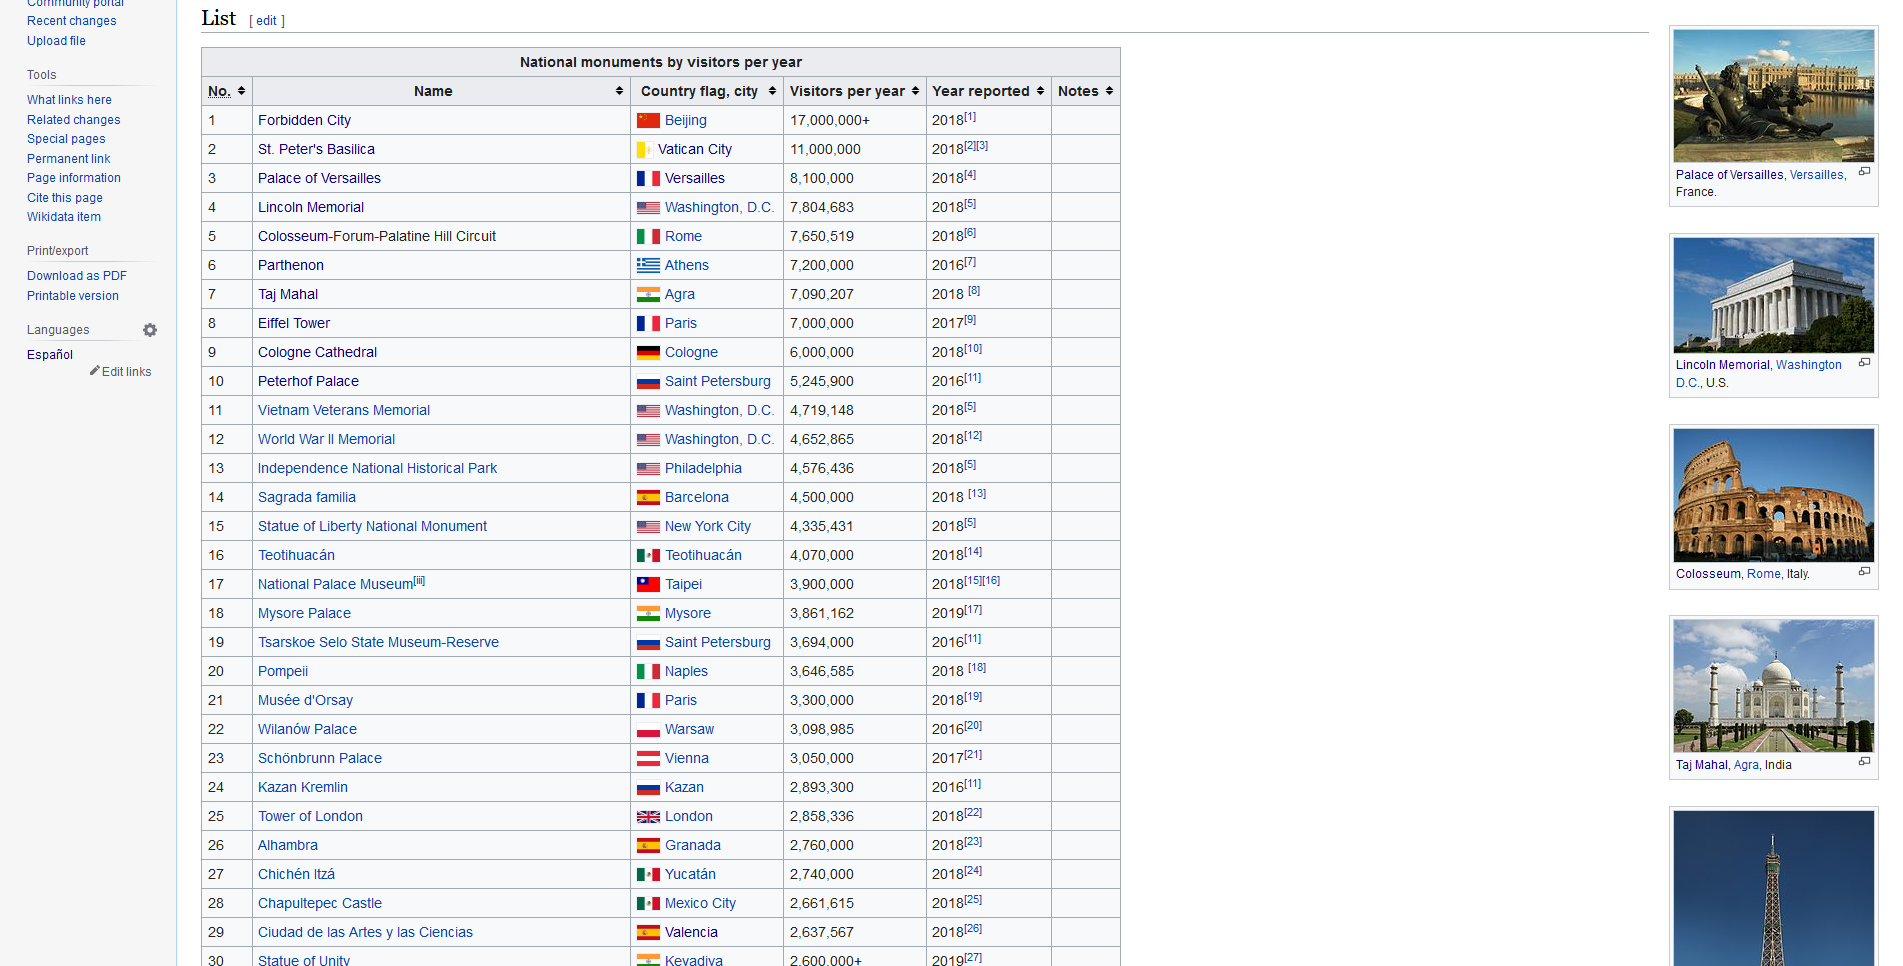 Community portal
Recent changes
Upload file
Tools
What links here
Related changes
Special pages
Permanent link
Page information
Cite this page
Wikidata item
Print/export
Download as PDF
Printable version
Languages
Español
Edit links
List [ edit ]
National monuments by visitors per year
No. Name Country flag, city Visitors per year Year reported Notes
1 Forbidden City Beijing 17,000,000+ 2018[1]
2 St. Peter's Basilica Vatican City 11,000,000 2018[2][3]
3 Palace of Versailles Versailles 8,100,000 2018[4]
4 Lincoln Memorial Washington, D.C. 7,804,683 2018[5]
5 Colosseum-Forum-Palatine Hill Circuit Rome 7,650,519 2018[6]
6 Parthenon Athens 7,200,000 2016[7]
7 Taj Mahal Agra 7,090,207 2018 [8]
8 Eiffel Tower Paris 7,000,000 2017[9]
9 Cologne Cathedral Cologne 6,000,000 2018[10]
10 Peterhof Palace Saint Petersburg 5,245,900 2016[11]
11 Vietnam Veterans Memorial Washington, D.C. 4,719,148 2018[5]
12 World War II Memorial Washington, D.C. 4,652,865 2018[12]
13 Independence National Historical Park Philadelphia 4,576,436 2018[5]
14 Sagrada familia Barcelona 4,500,000 2018 [13]
15 Statue of Liberty National Monument New York City 4,335,431 2018[5]
16 Teotihuacán Teotihuacán 4,070,000 2018[14]
17 National Palace Museum[iii] Taipei 3,900,000 2018[15][16]
18 Mysore Palace Mysore 3,861,162 2019[17]
19 Tsarskoe Selo State Museum-Reserve Saint Petersburg 3,694,000 2016[11]
20 Pompeii Naples 3,646,585 2018 [18]
21 Musée d'Orsay Paris 3,300,000 2018[19]
22 Wilanów Palace Warsaw 3,098,985 2016[20]
23 Schönbrunn Palace Vienna 3,050,000 2017[21]
24 Kazan Kremlin Kazan 2,893,300 2016[11]
25 Tower of London London 2,858,336 2018[22]
26 Alhambra Granada 2,760,000 2018[23]
27 Chichén Itzá Yucatán 2,740,000 2018[24]
28 Chapultepec Castle Mexico City 2,661,615 2018[25]
29 Ciudad de las Artes y las Ciencias Valencia 2,637,567 2018[26]
30 Statue of Unity Kevadiya 2,600,000+ 2019[27]
Palace of Versailles, Versailles,
France.
Lincoln Memorial, Washington
D.C., U.S.
Colosseum, Rome, Italy.
Taj Mahal, Agra, India